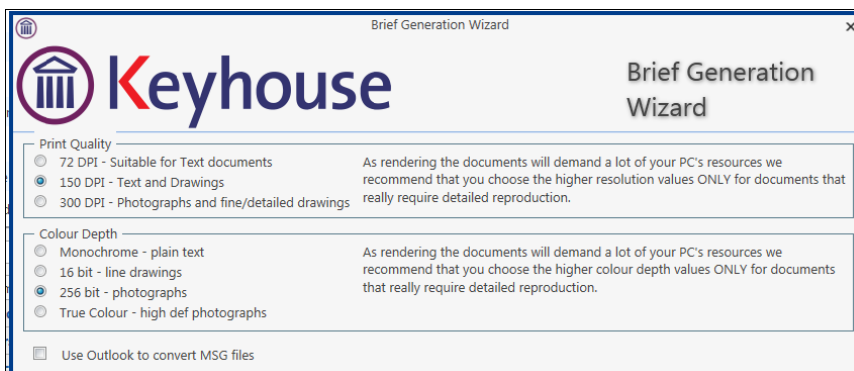 Brief Generation Wizard
Keyhouse
Brief Generation
Wizard
Print Quality
72 DPI - Suitable for Text documents
150 DPI - Text and Drawings
300 DPI - Photographs and fine/detailed drawings
As rendering the documents will demand a lot of your PC's resources we
recommend that you choose the higher resolution values ONLY for documents that
really require detailed reproduction.
Colour Depth
Monochrome - plain text
16 bit - line drawings
256 bit - photographs
True Colour - high def photographs
As rendering the documents will demand a lot of your PC's resources we
recommend that you choose the higher colour depth values ONLY for documents
that really require detailed reproduction.
Use Outlook to convert MSG files